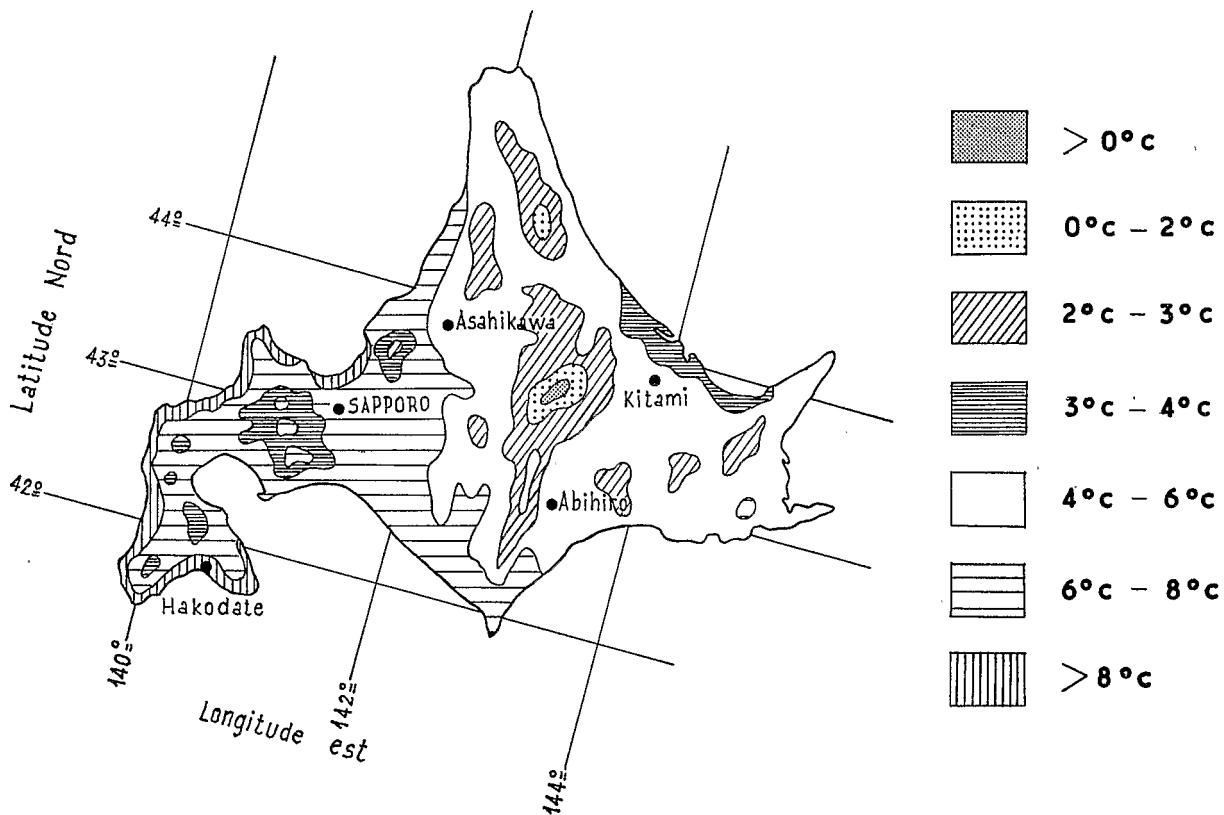 Latitude Nord
44º
43º
42º
Asahikawa
SAPPORO
Kitami
Abihiro
Hakodate
140º
142º
144º
Longitude est
> 0°c
0°c – 2°c
2°c – 3°c
3°c – 4°c
4°c – 6°c
6°c – 8°c
> 8°c